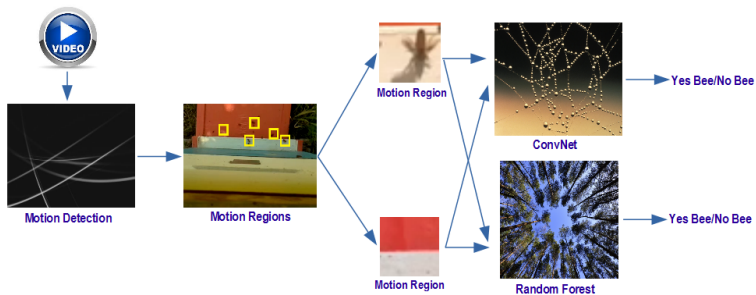 VIDEO
Motion Detection
Motion Regions
Motion Region
Motion Region
ConvNet
Random Forest
Yes Bee/No Bee
Yes Bee/No Bee